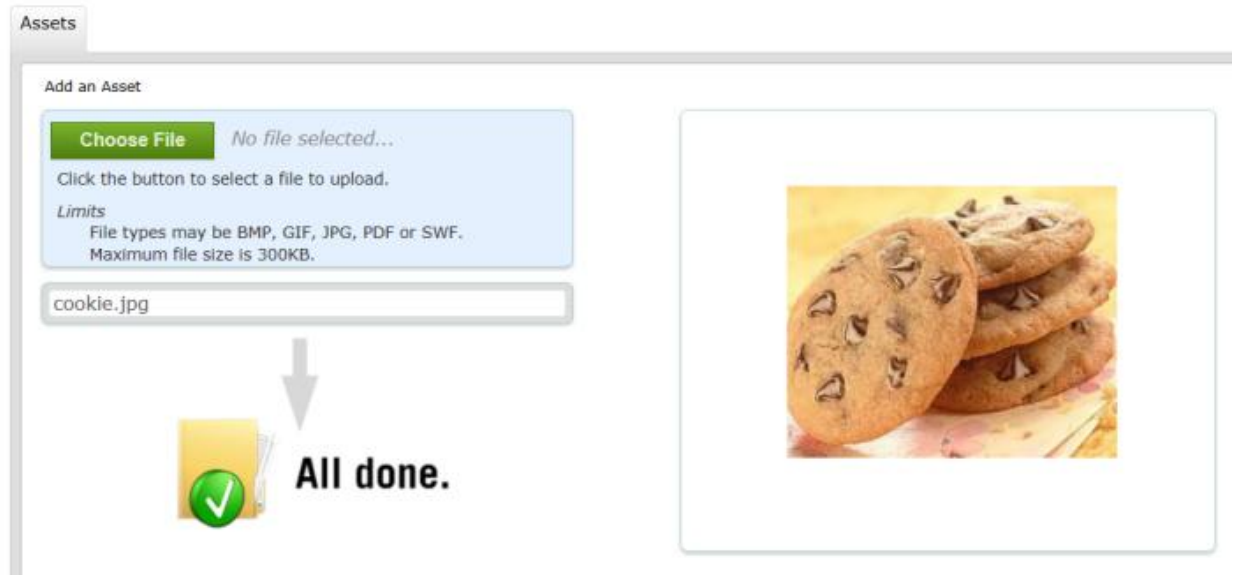 Assets
Add an Asset
Choose File No file selected...
Click the button to select a file to upload.
Limits
File types may be BMP, GIF, JPG, PDF or SWF.
Maximum file size is 300KB.
cookie.jpg
All done.